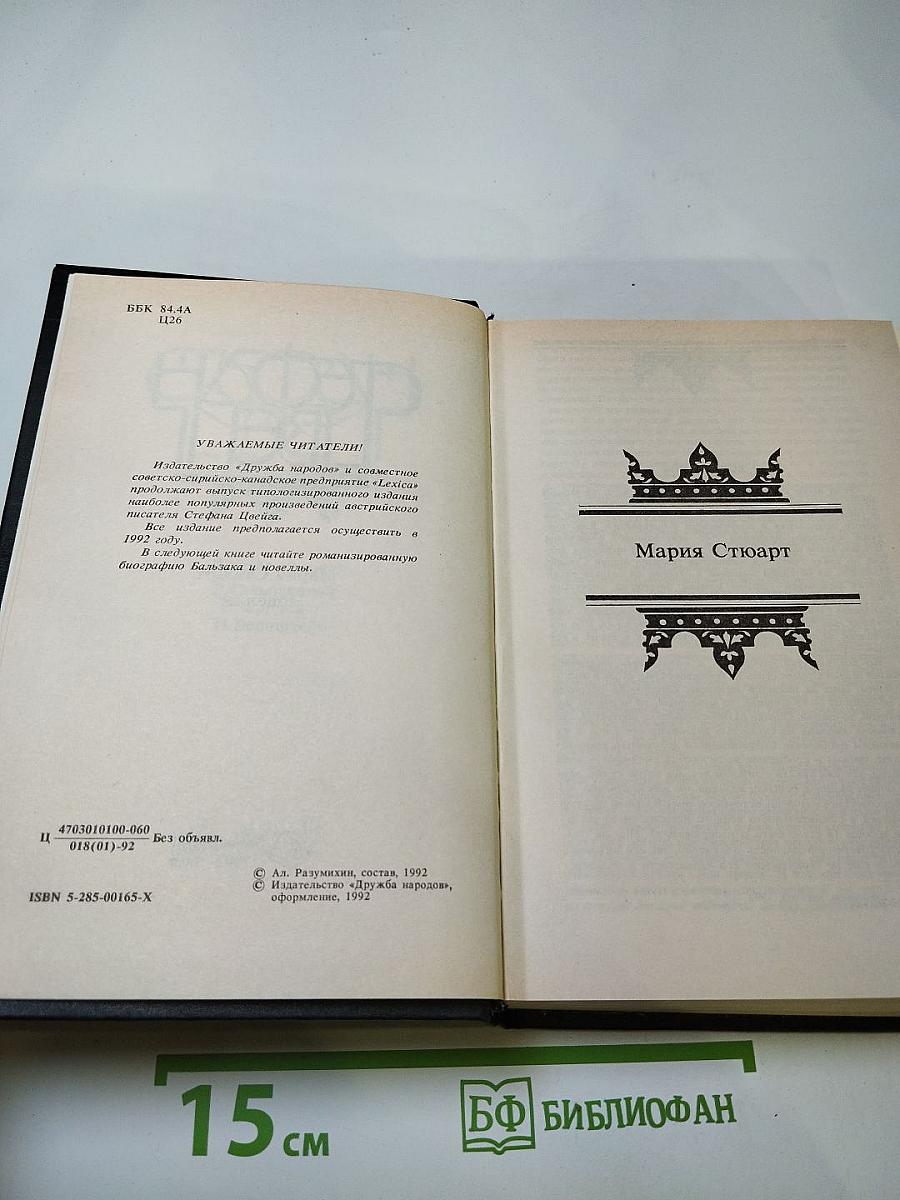 ББК 84.4А
Ц26
УВАЖАЕМЫЕ ЧИТАТЕЛИ!
Издательство «Дружба народов» и совместное
советско-сирийско-канадское предприятие «Lexica»
продолжают выпуск типологизированного издания
наиболее популярных произведений австрийского
писателя Стефана Цвейга.
Все издание предполагается осуществить в
1992 году.
В следующей книге читайте романизированную
биографию Бальзака и новеллы.
Ц 4703010100-060 Без объявл.
018(01)-92
ISBN 5-285-00165-X
© Ал. Разумихин, состав, 1992
© Издательство «Дружба народов»,
оформление, 1992
Мария Стюарт
15 см
БФ БИБЛИОФАН